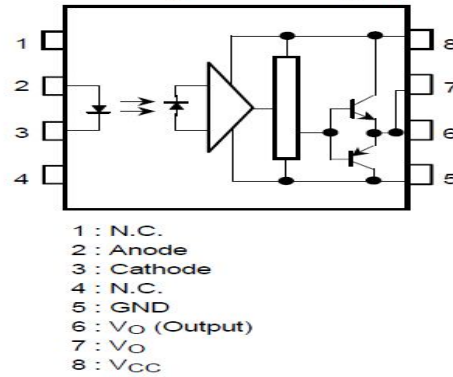 1
8
2
7
3
6
4
5
1 : N.C.
2 : Anode
3 : Cathode
4 : N.C.
5 : GND
6 : VO (Output)
7 : VO
8 : VCC